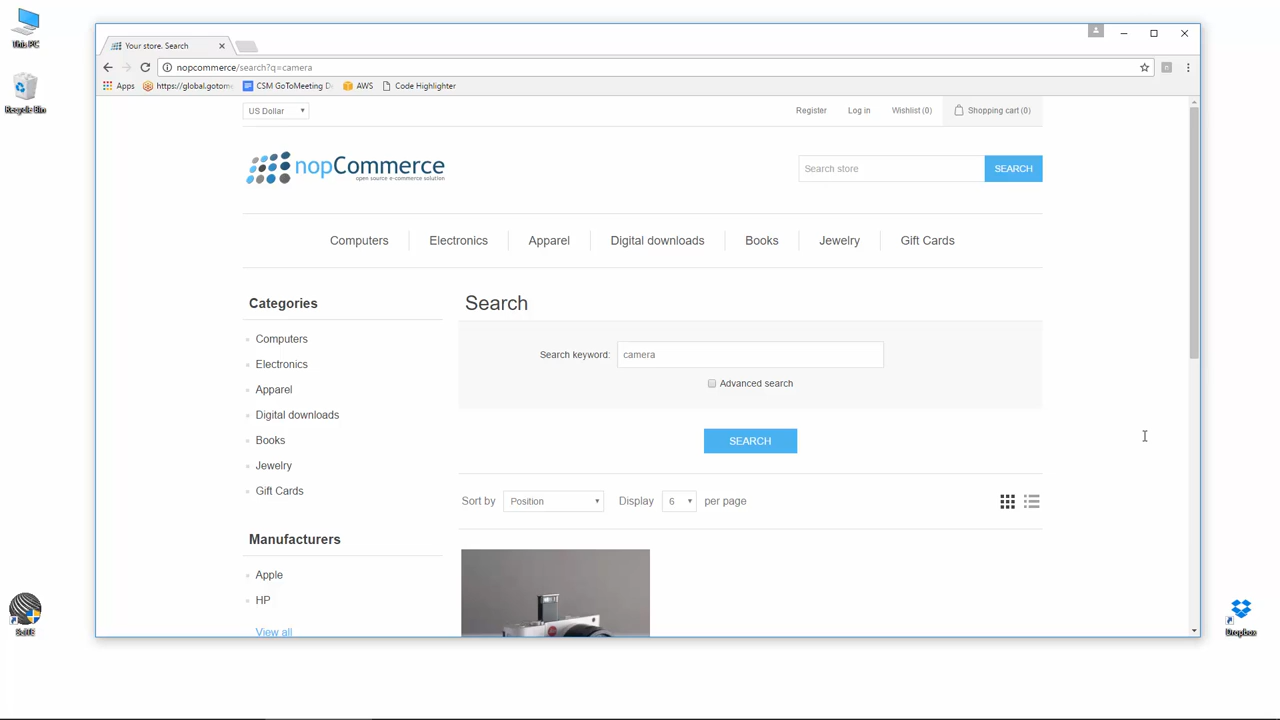 This PC
Recycle Bin
Your store. Search
nopcommerce/search?q=camera
Apps
https://global.gotome
CSM GoToMeeting D
AWS
Code Highlighter
US Dollar
Register
Log in
Wishlist (0)
Shopping cart (0)
nopCommerce
open source e-commerce solution
Search store
SEARCH
Computers
Electronics
Apparel
Digital downloads
Books
Jewelry
Gift Cards
Categories
Computers
Electronics
Apparel
Digital downloads
Books
Jewelry
Gift Cards
Manufacturers
Apple
HP
View all
Search
Search keyword:
camera
Advanced search
SEARCH
Sort by
Position
Display
6
per page
Dropbox